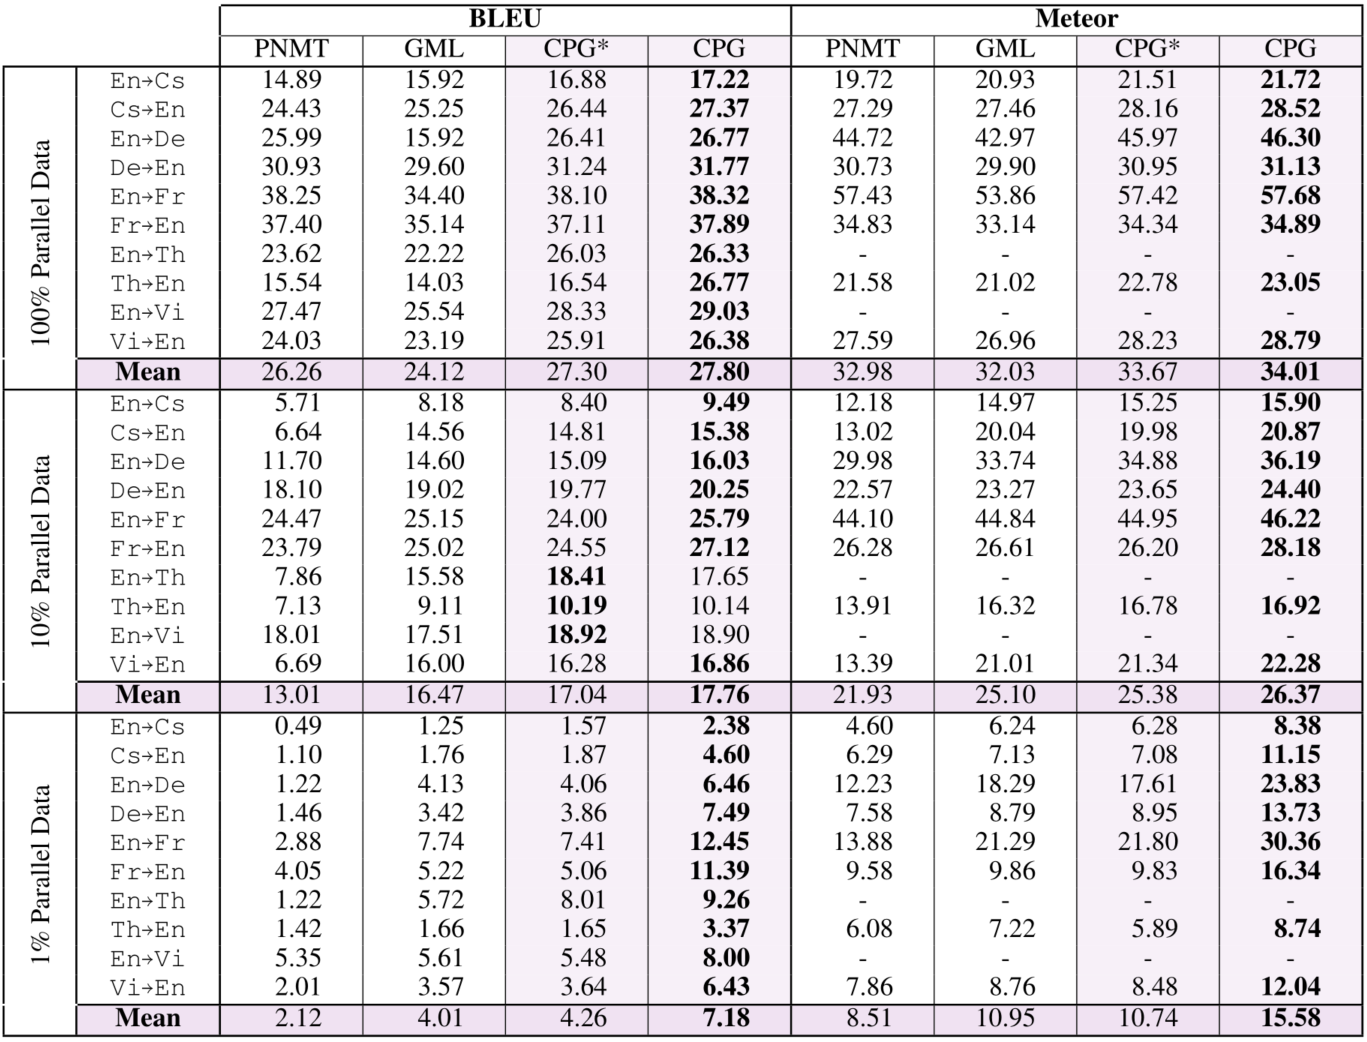 BLEU Meteor
PNMT GML CPG* CPG PNMT GML CPG* CPG
100% Parallel Data
En→Cs 14.89 15.92 16.88 17.22 19.72 20.93 21.51 21.72
Cs→En 24.43 25.25 26.44 27.37 27.29 27.46 28.16 28.52
En→De 25.99 15.92 26.41 26.77 44.72 42.97 45.97 46.30
De→En 30.93 29.60 31.24 31.77 30.73 29.90 30.95 31.13
En→Fr 38.25 34.40 38.10 38.32 57.43 53.86 57.42 57.68
Fr→En 37.40 35.14 37.11 37.89 34.83 33.14 34.34 34.89
En→Th 23.62 22.22 26.03 26.33 - - - -
Th→En 15.54 14.03 16.54 26.77 21.58 21.02 22.78 23.05
En→Vi 27.47 25.54 28.33 29.03 - - - -
Vi→En 24.03 23.19 25.91 26.38 27.59 26.96 28.23 28.79
Mean 26.26 24.12 27.30 27.80 32.98 32.03 33.67 34.01
10% Parallel Data
En→Cs 5.71 8.18 8.40 9.49 12.18 14.97 15.25 15.90
Cs→En 6.64 14.56 14.81 15.38 13.02 20.04 19.98 20.87
En→De 11.70 14.60 15.09 16.03 29.98 33.74 34.88 36.19
De→En 18.10 19.02 19.77 20.25 22.57 23.27 23.65 24.40
En→Fr 24.47 25.15 24.00 25.79 44.10 44.84 44.95 46.22
Fr→En 23.79 25.02 24.55 27.12 26.28 26.61 26.20 28.18
En→Th 7.86 15.58 18.41 17.65 - - - -
Th→En 7.13 9.11 10.19 10.14 13.91 16.32 16.78 16.92
En→Vi 18.01 17.51 18.92 18.90 - - - -
Vi→En 6.69 16.00 16.28 16.86 13.39 21.01 21.34 22.28
Mean 13.01 16.47 17.04 17.76 21.93 25.10 25.38 26.37
1% Parallel Data
En→Cs 0.49 1.25 1.57 2.38 4.60 6.24 6.28 8.38
Cs→En 1.10 1.76 1.87 4.60 6.29 7.13 7.08 11.15
En→De 1.22 4.13 4.06 6.46 12.23 18.29 17.61 23.83
De→En 1.46 3.42 3.86 7.49 7.58 8.79 8.95 13.73
En→Fr 2.88 7.74 7.41 12.45 13.88 21.29 21.80 30.36
Fr→En 4.05 5.22 5.06 11.39 9.58 9.86 9.83 16.34
En→Th 1.22 5.72 8.01 9.26 - - - -
Th→En 1.42 1.66 1.65 3.37 6.08 7.22 5.89 8.74
En→Vi 5.35 5.61 5.48 8.00 - - - -
Vi→En 2.01 3.57 3.64 6.43 7.86 8.76 8.48 12.04
Mean 2.12 4.01 4.26 7.18 8.51 10.95 10.74 15.58